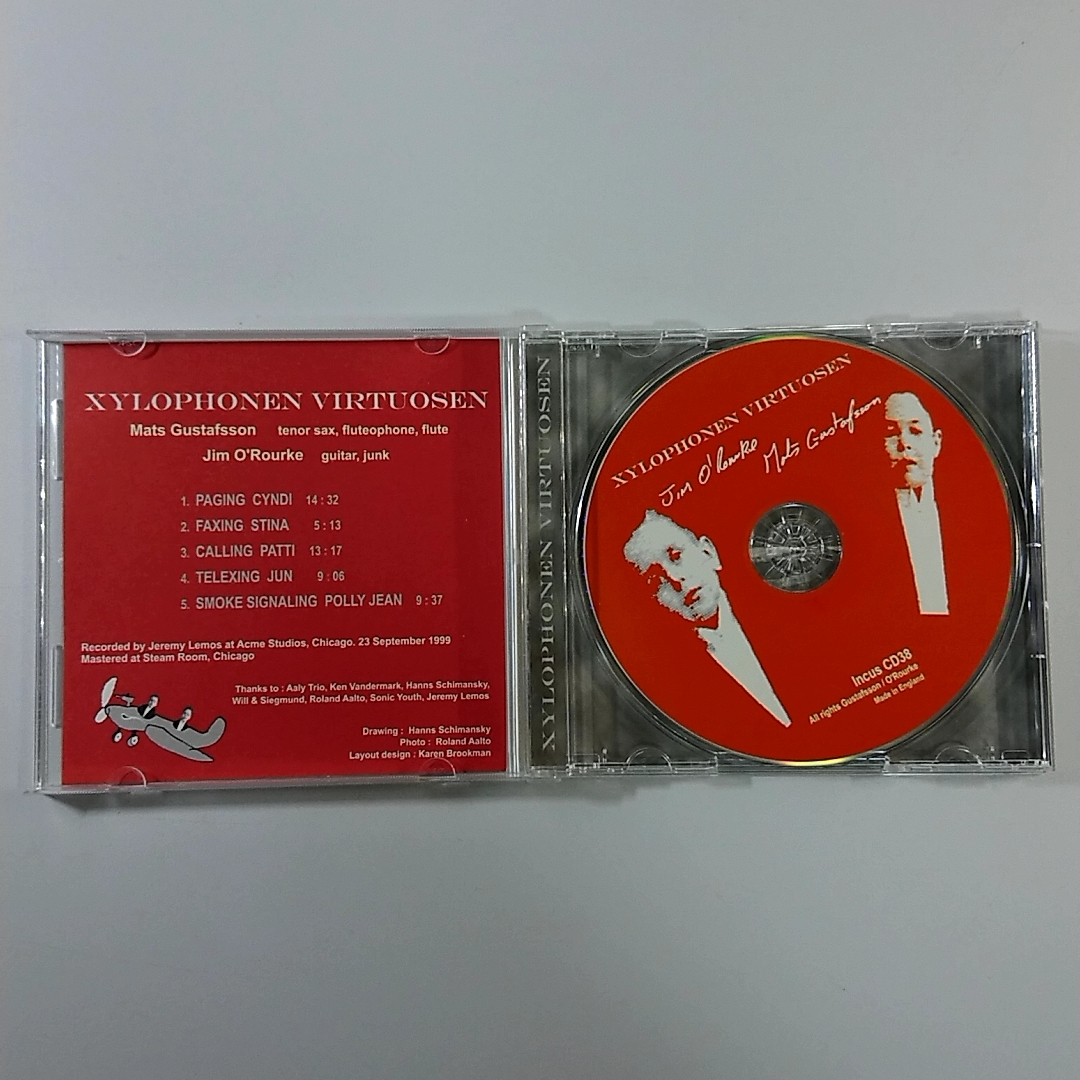 XYLOPHONEN VIRTUOSEN
Mats Gustafsson tenor sax, fluteophone, flute
Jim O'Rourke guitar, junk
1. PAGING CYNDI 14:32
2. FAXING STINA 5:13
3. CALLING PATTI 13:17
4. TELEXING JUN 9:06
5. SMOKE SIGNALING POLLY JEAN 9:37
Recorded by Jeremy Lemos at Acme Studios, Chicago. 23 September 1999
Mastered at Steam Room, Chicago
Thanks to : Aaly Trio, Ken Vandermark, Hanns Schimansky,
Will & Siegmund, Roland Aalto, Sonic Youth, Jeremy Lemos
Drawing : Hanns Schimansky
Photo : Roland Aalto
Layout design : Karen Brookman
XYLOPHONEN VIRTUOSEN
XYLOPHONEN VIRTUOSEN
Jim O'Rourke Mats Gustafsson
Incus CD38
All rights Gustafsson / O'Rourke
Made in England